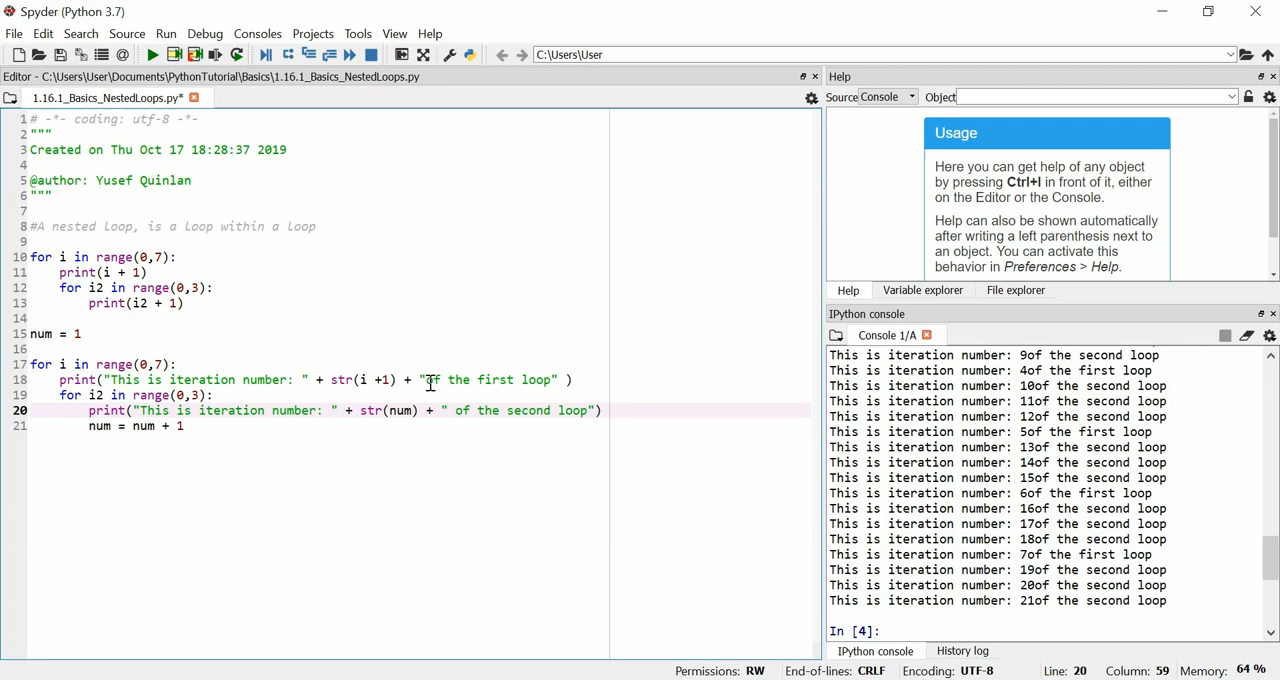 Spyder (Python 3.7)
File Edit Search Source Run Debug Consoles Projects Tools View Help
C:\Users\User
Editor - C:\Users\User\Documents\PythonTutorial\Basics\1.16.1_Basics_NestedLoops.py
1.16.1_Basics_NestedLoops.py*
1 # -*- coding: utf-8 -*-
2 """
3 Created on Thu Oct 17 18:28:37 2019
4
5 @author: Yusef Quinlan
6 """
7
8 #A nested loop, is a loop within a loop
9
10 for i in range(0,7):
11     print(i + 1)
12     for i2 in range(0,3):
13         print(i2 + 1)
14
15 num = 1
16
17 for i in range(0,7):
18     print("This is iteration number: " + str(i +1) + "of the first loop" )
19     for i2 in range(0,3):
20         print("This is iteration number: " + str(num) + " of the second loop")
21         num = num + 1
Help
Source Console Object
Usage
Here you can get help of any object
by pressing Ctrl+I in front of it, either
on the Editor or the Console.
Help can also be shown automatically
after writing a left parenthesis next to
an object. You can activate this
behavior in Preferences > Help.
Help Variable explorer File explorer
IPython console
Console 1/A
This is iteration number: 9of the second loop
This is iteration number: 4of the first loop
This is iteration number: 10of the second loop
This is iteration number: 11of the second loop
This is iteration number: 12of the second loop
This is iteration number: 5of the first loop
This is iteration number: 13of the second loop
This is iteration number: 14of the second loop
This is iteration number: 15of the second loop
This is iteration number: 6of the first loop
This is iteration number: 16of the second loop
This is iteration number: 17of the second loop
This is iteration number: 18of the second loop
This is iteration number: 7of the first loop
This is iteration number: 19of the second loop
This is iteration number: 20of the second loop
This is iteration number: 21of the second loop
In [4]:
IPython console History log
Permissions: RW End-of-lines: CRLF Encoding: UTF-8 Line: 20 Column: 59 Memory: 64 %